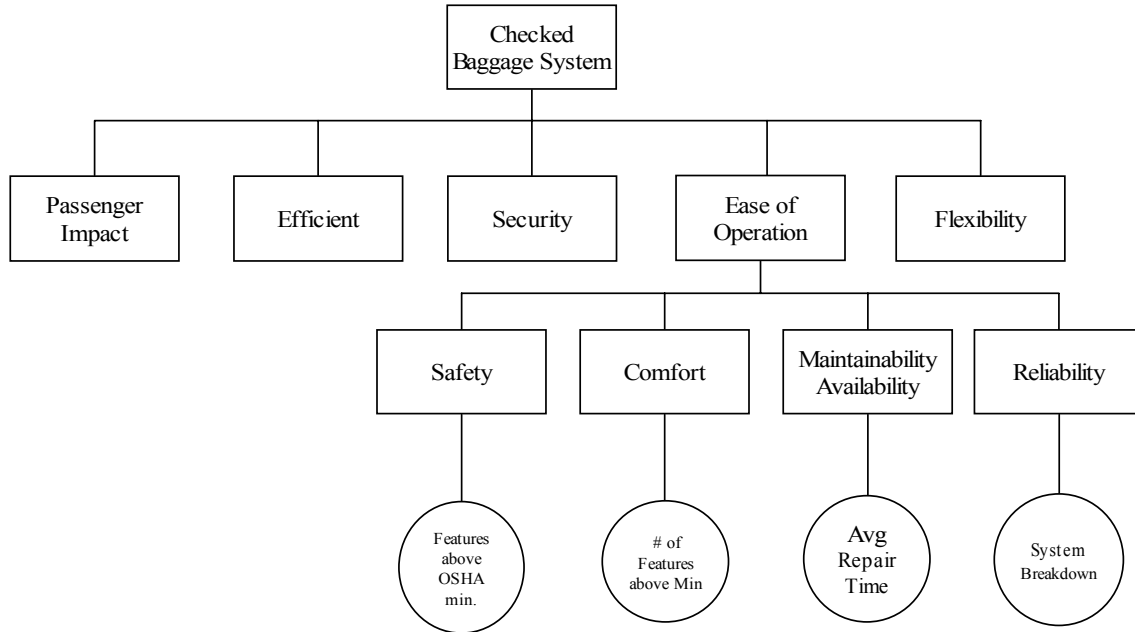 Checked
Baggage System
Passenger
Impact
Efficient
Security
Ease of
Operation
Flexibility
Safety
Comfort
Maintainability
Availability
Reliability
Features
above
OSHA
min.
# of
Features
above Min
Avg
Repair
Time
System
Breakdown